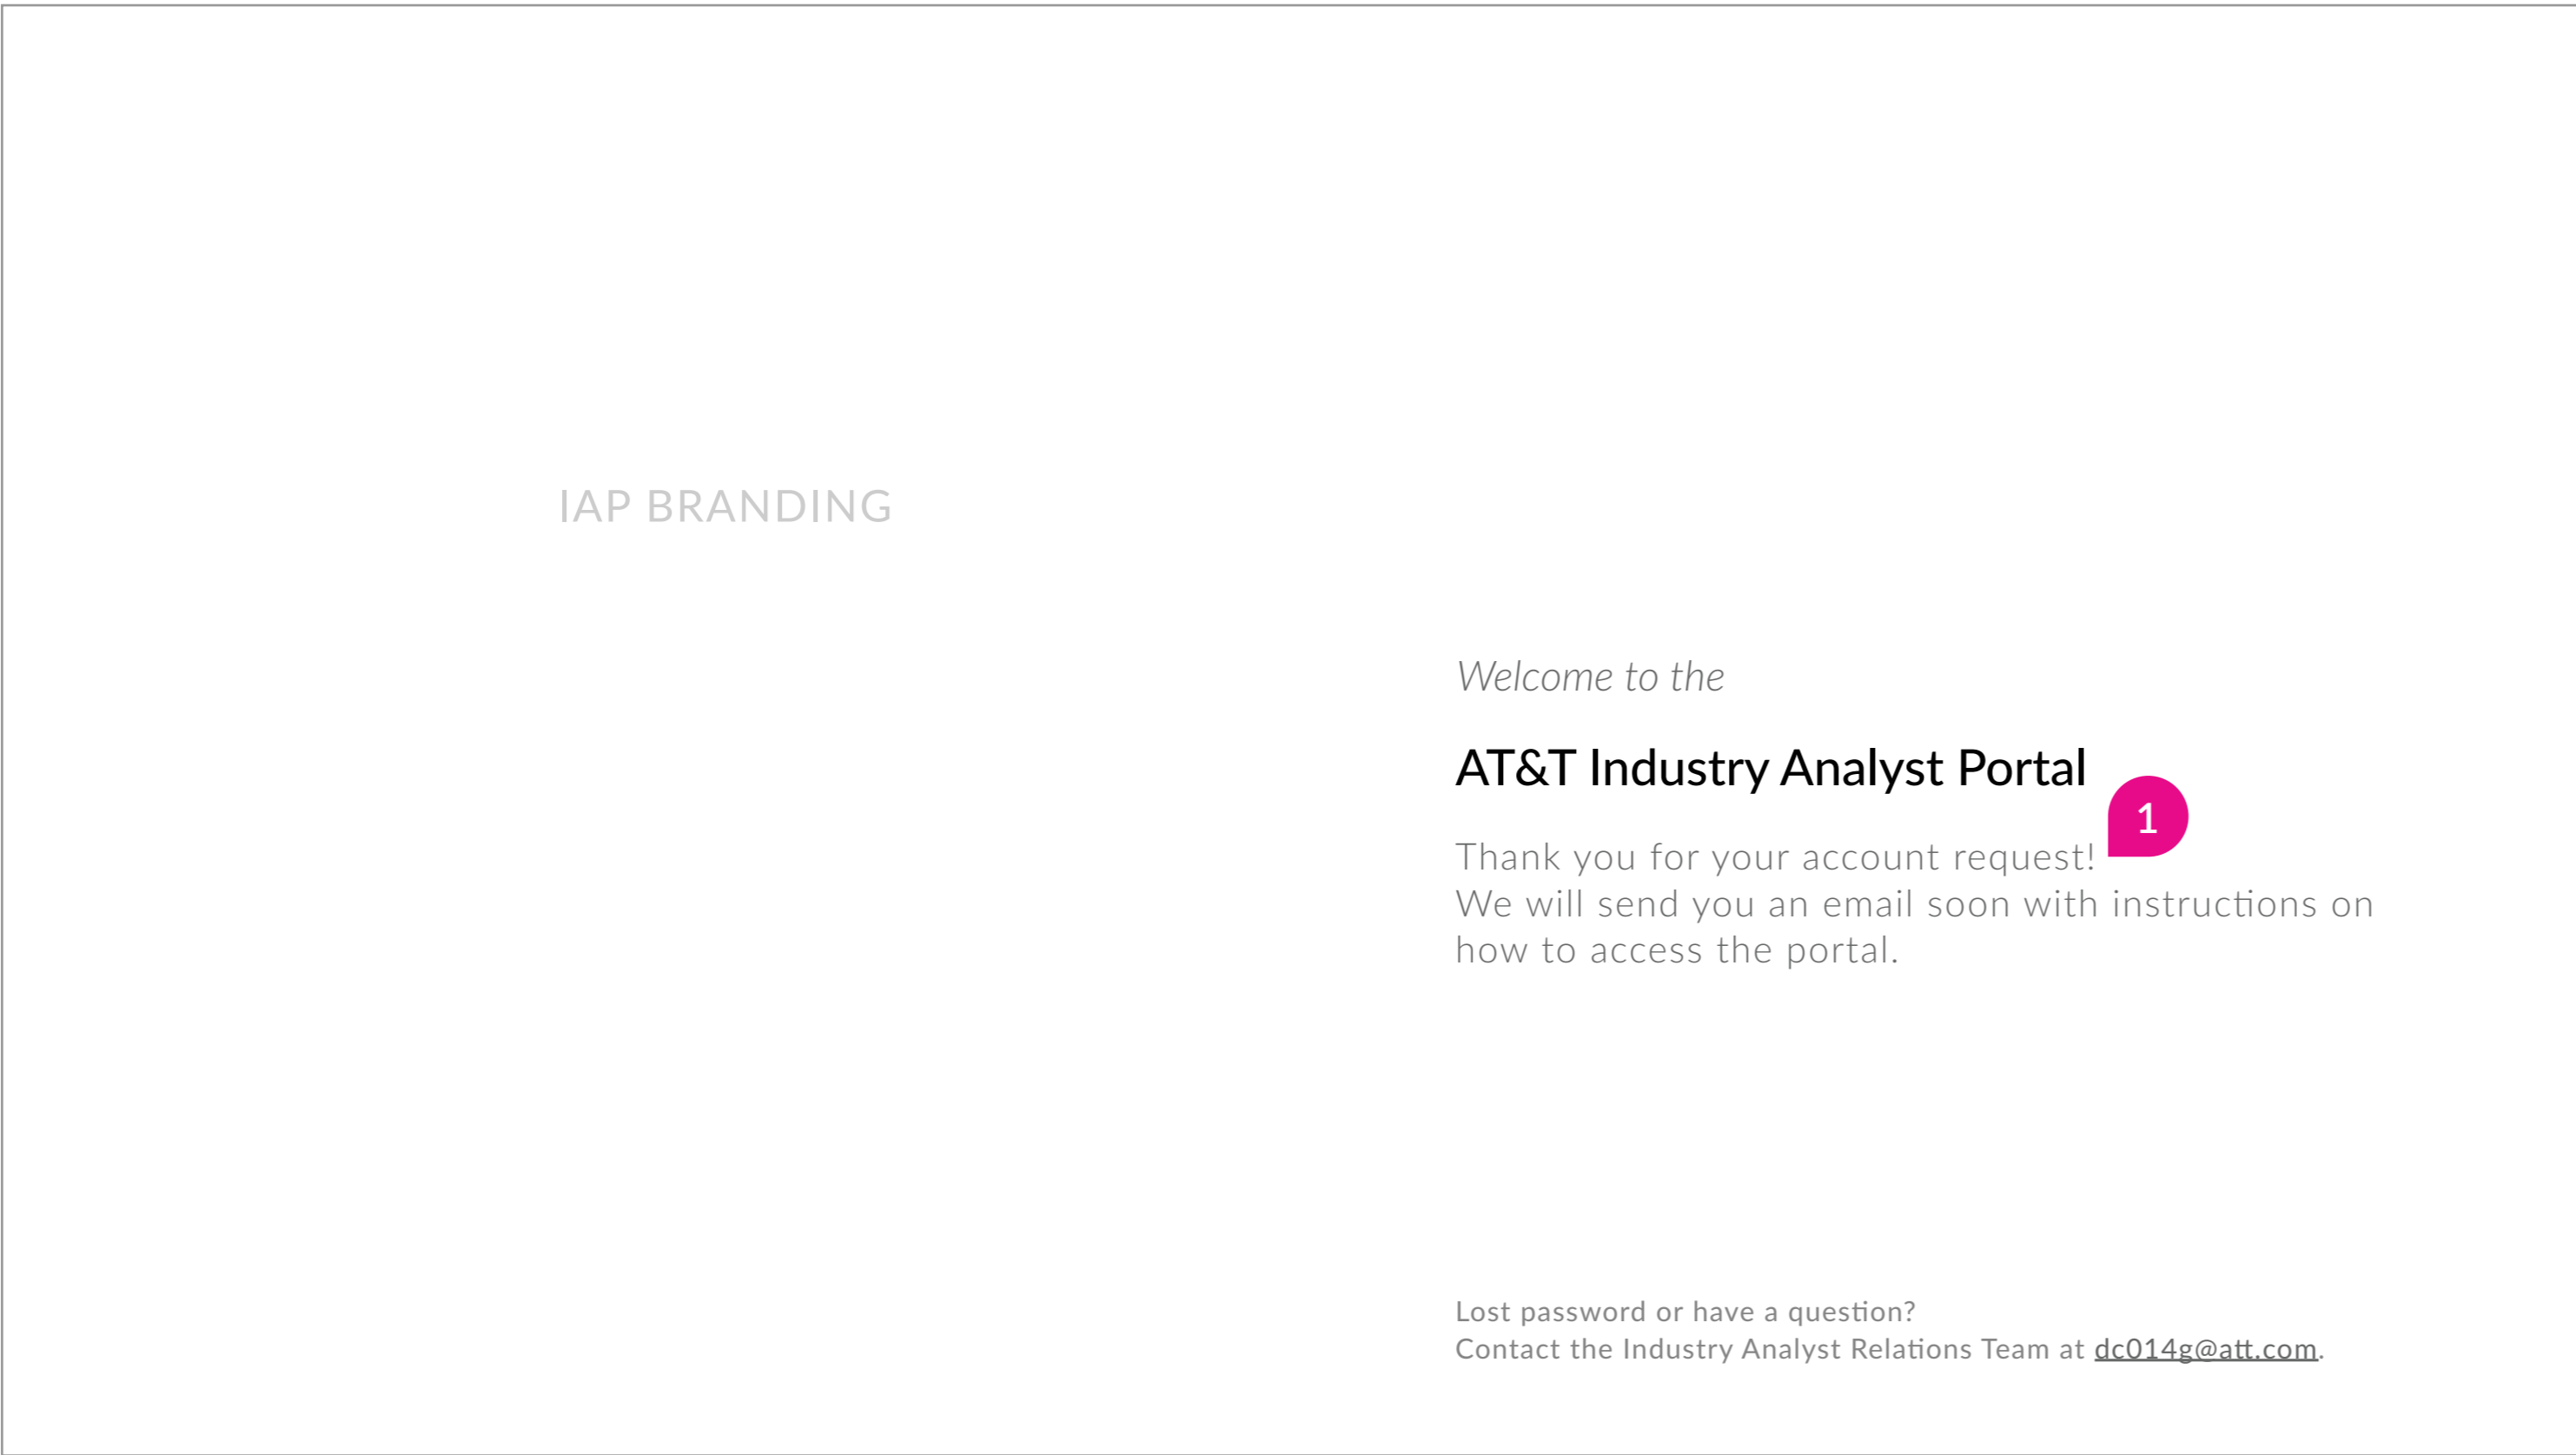 IAP BRANDING
Welcome to the
AT&T Industry Analyst Portal
1
Thank you for your account request!
We will send you an email soon with instructions on
how to access the portal.
Lost password or have a question?
Contact the Industry Analyst Relations Team at dc014g@att.com.